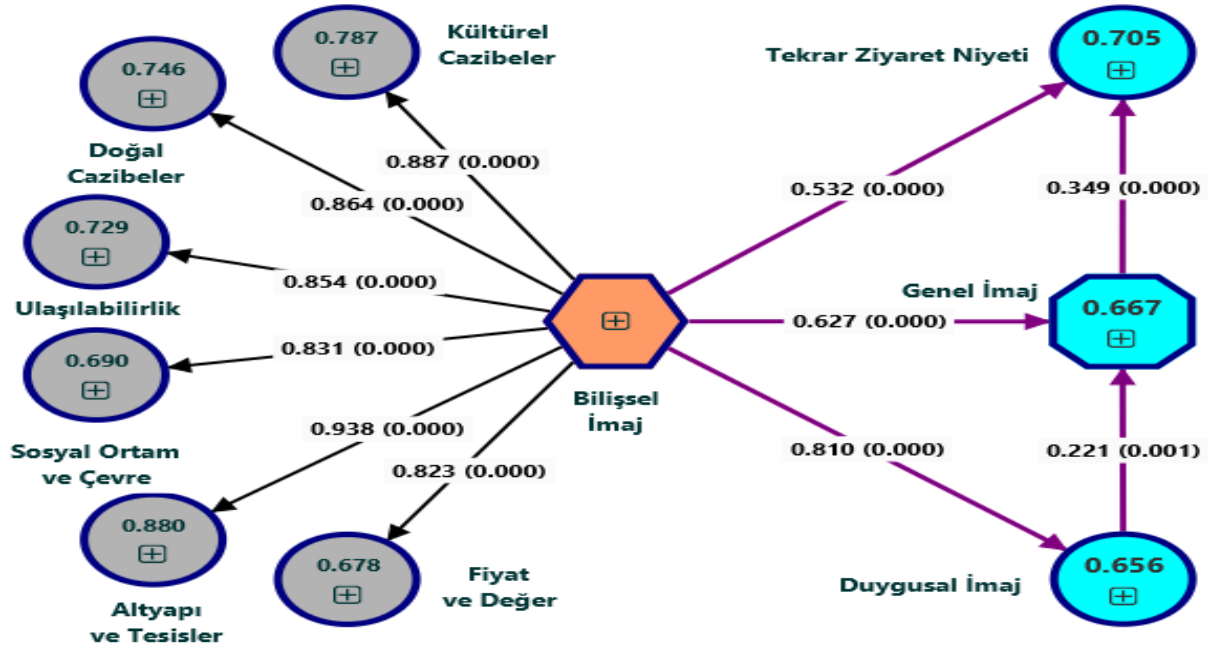 0.787
Kültürel
Cazibeler
0.746
Doğal
Cazibeler
0.887 (0.000)
0.864 (0.000)
0.729
Ulaşılabilirlik
0.854 (0.000)
0.690
Sosyal Ortam
ve Çevre
0.831 (0.000)
0.938 (0.000)
0.823 (0.000)
0.880
Altyapı
ve Tesisler
0.678
Fiyat
ve Değer
Bilişsel
İmaj
Tekrar Ziyaret Niyeti
0.705
0.532 (0.000)
0.349 (0.000)
Genel İmaj
0.667
0.627 (0.000)
0.810 (0.000)
0.221 (0.001)
Duygusal İmaj
0.656